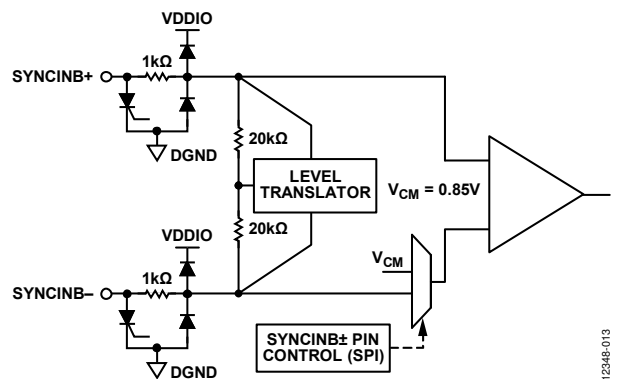 VDDIO
1kΩ
SYNCINB+
DGND
20kΩ
LEVEL
TRANSLATOR
VCM = 0.85V
20kΩ
VDDIO
1kΩ
VCM
SYNCINB–
DGND
SYNCINB± PIN
CONTROL (SPI)
12348-013